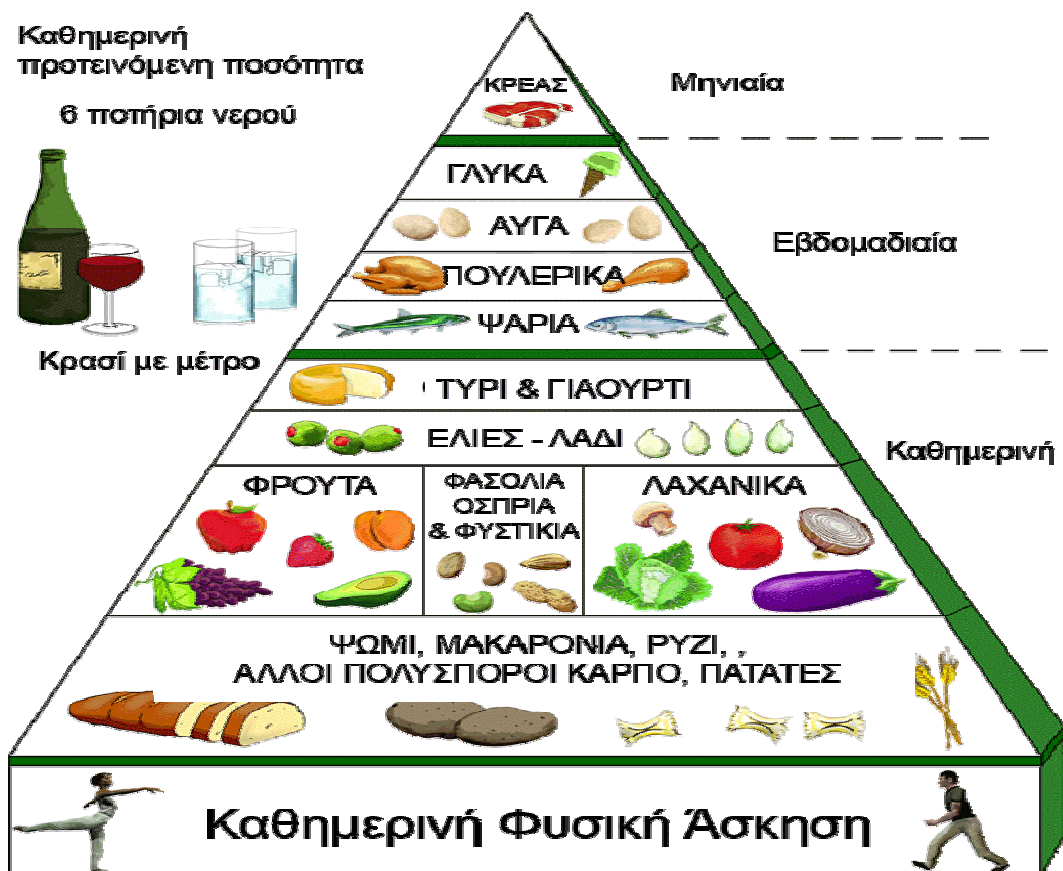 Καθημερινή
προτεινόμενη ποσότητα
6 ποτήρια νερού
Κρασί με μέτρο
ΚΡΕΑΣ
Μηνιαία
ΓΛΥΚΑ
ΑΥΓΑ
Εβδομαδιαία
ΠΟΥΛΕΡΙΚΑ
ΨΑΡΙΑ
ΤΥΡΙ & ΓΙΑΟΥΡΤΙ
ΕΛΙΕΣ - ΛΑΔΙ
Καθημερινή
ΦΡΟΥΤΑ
ΦΑΣΟΛΙΑ
ΟΣΠΡΙΑ
& ΦΥΣΤΙΚΙΑ
ΛΑΧΑΝΙΚΑ
ΨΩΜΙ, ΜΑΚΑΡΟΝΙΑ, ΡΥΖΙ, ,
ΑΛΛΟΙ ΠΟΛΥΣΠΟΡΟΙ ΚΑΡΠΟ, ΠΑΤΑΤΕΣ
Καθημερινή Φυσική Άσκηση